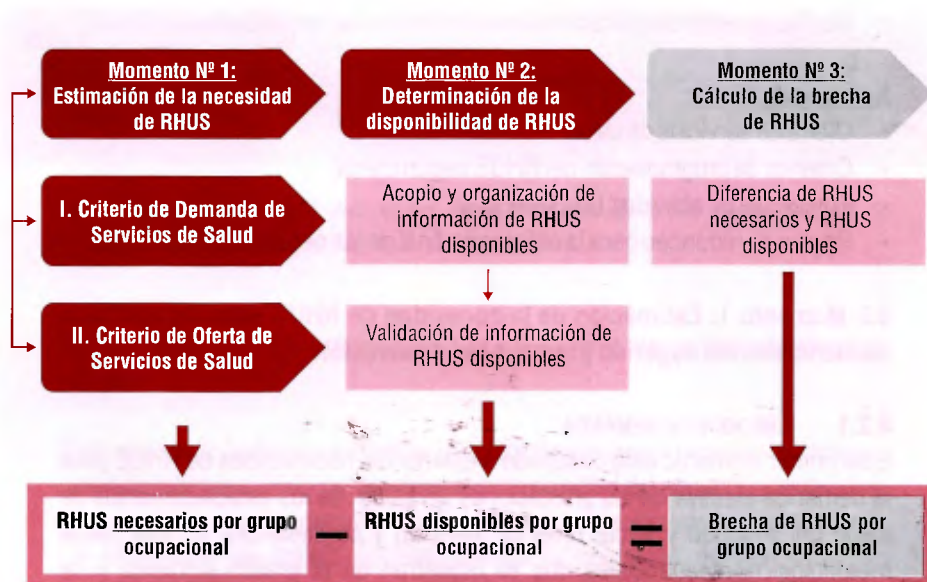 Momento Nº 1:
Estimación de la necesidad
de RHUS
Momento Nº 2:
Determinación de la
disponibilidad de RHUS
Momento Nº 3:
Cálculo de la brecha
de RHUS
I. Criterio de Demanda de
Servicios de Salud
Acopio y organización de
información de RHUS
disponibles
Diferencia de RHUS
necesarios y RHUS
disponibles
II. Criterio de Oferta de
Servicios de Salud
Validación de información de
RHUS disponibles
RHUS necesarios por grupo
ocupacional
−
RHUS disponibles por grupo
ocupacional
=
Brecha de RHUS por
grupo ocupacional